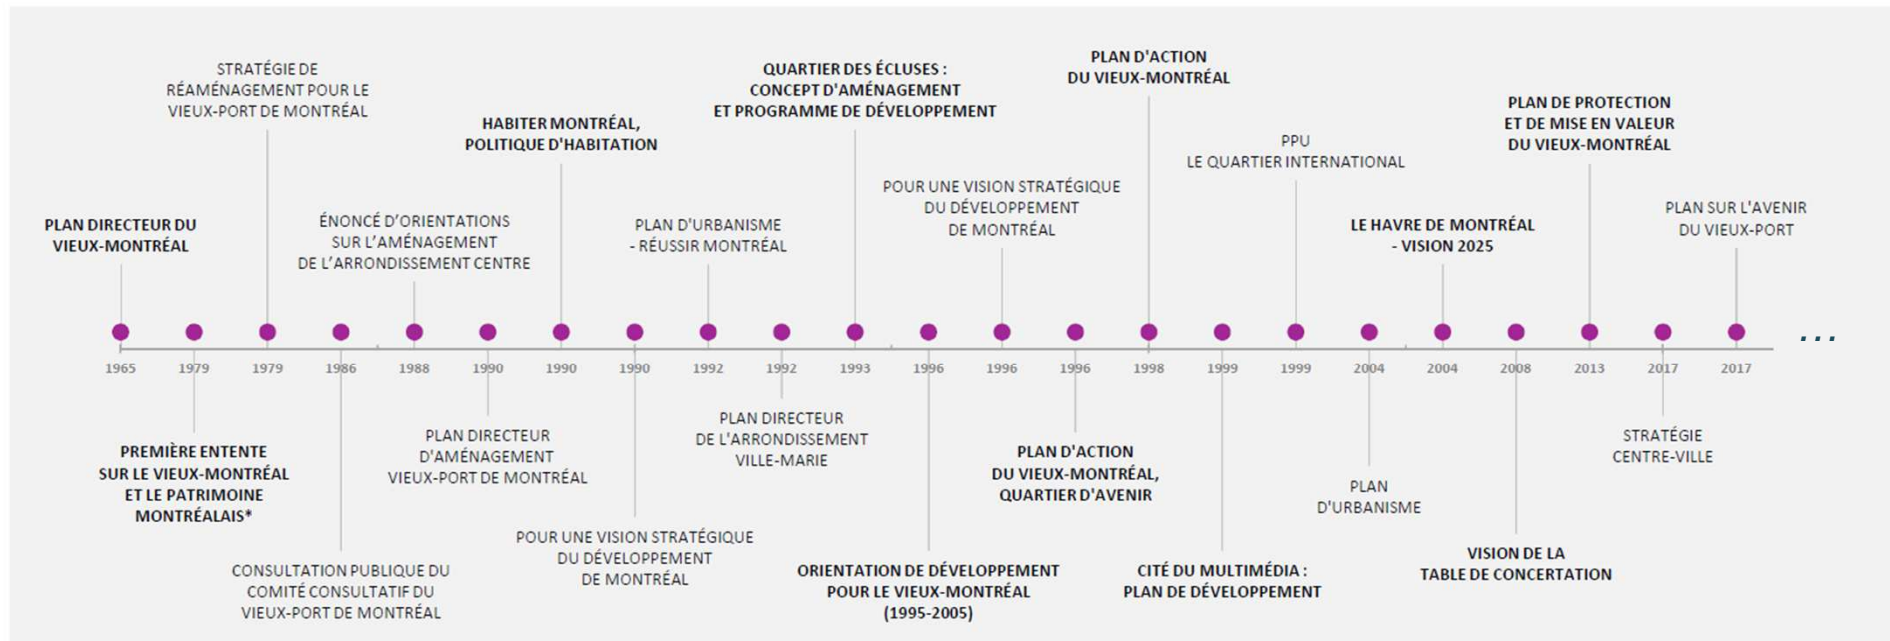 PLAN DIRECTEUR DU
VIEUX-MONTRÉAL
STRATÉGIE DE
RÉAMÉNAGEMENT POUR LE
VIEUX-PORT DE MONTRÉAL
ÉNONCÉ D'ORIENTATIONS
SUR L'AMÉNAGEMENT
DE L'ARRONDISSEMENT CENTRE
HABITER MONTRÉAL,
POLITIQUE D'HABITATION
PLAN D'URBANISME
- RÉUSSIR MONTRÉAL
QUARTIER DES ÉCLUSES :
CONCEPT D'AMÉNAGEMENT
ET PROGRAMME DE DÉVELOPPEMENT
POUR UNE VISION STRATÉGIQUE
DU DÉVELOPPEMENT
DE MONTRÉAL
PLAN D'ACTION
DU VIEUX-MONTRÉAL
PPU
LE QUARTIER INTERNATIONAL
LE HAVRE DE MONTRÉAL
- VISION 2025
PLAN DE PROTECTION
ET DE MISE EN VALEUR
DU VIEUX-MONTRÉAL
PLAN SUR L'AVENIR
DU VIEUX-PORT
...
1965 1979 1979 1986 1988 1990 1990 1990 1992 1992 1993 1996 1996 1996 1998 1999 1999 2004 2004 2008 2013 2017 2017
PREMIÈRE ENTENTE
SUR LE VIEUX-MONTRÉAL
ET LE PATRIMOINE
MONTRÉALAIS*
CONSULTATION PUBLIQUE DU
COMITÉ CONSULTATIF DU
VIEUX-PORT DE MONTRÉAL
PLAN DIRECTEUR
D'AMÉNAGEMENT
VIEUX-PORT DE MONTRÉAL
POUR UNE VISION STRATÉGIQUE
DU DÉVELOPPEMENT
DE MONTRÉAL
PLAN DIRECTEUR
DE L'ARRONDISSEMENT
VILLE-MARIE
ORIENTATION DE DÉVELOPPEMENT
POUR LE VIEUX-MONTRÉAL
(1995-2005)
PLAN D'ACTION
DU VIEUX-MONTRÉAL,
QUARTIER D'AVENIR
CITÉ DU MULTIMÉDIA :
PLAN DE DÉVELOPPEMENT
PLAN
D'URBANISME
VISION DE LA
TABLE DE CONCERTATION
STRATÉGIE
CENTRE-VILLE